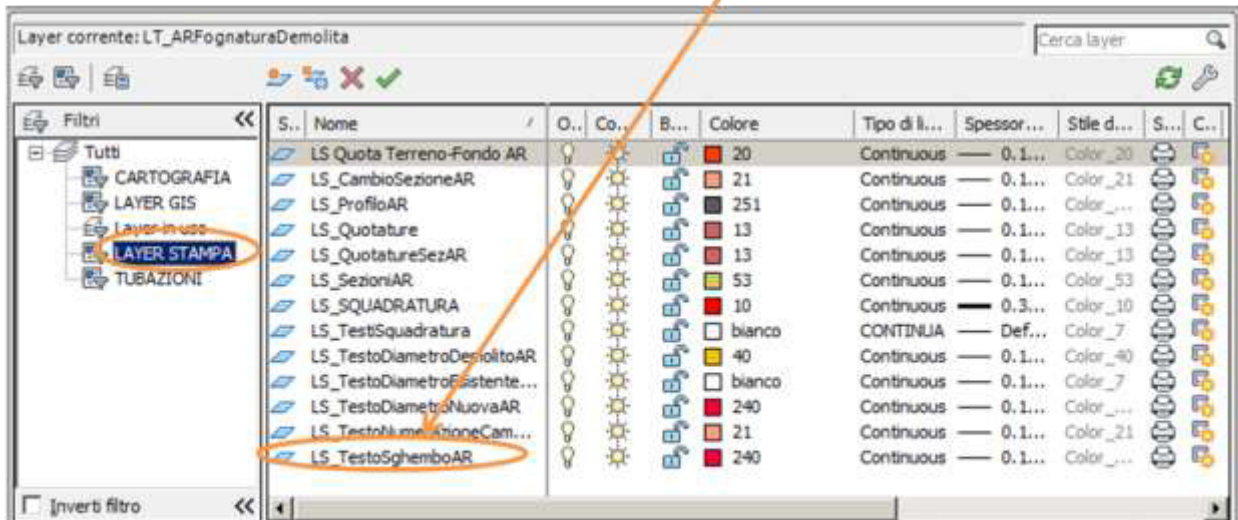 Layer corrente: LT_ARFognaturaDemolita
Cerca layer
Filtri
Tutti
CARTOGRAFIA
LAYER GIS
Layer in uso
LAYER STAMPA
TUBAZIONI
Inverti filtro
S.. Nome O.. Co... B... Colore Tipo di li... Spessor... Stile d... S... C..
LS Quota Terreno-Fondo AR 20 Continuous 0.1... Color_20
LS_CambioSezioneAR 21 Continuous 0.1... Color_21
LS_ProfiloAR 251 Continuous 0.1... Color_...
LS_Quotature 13 Continuous 0.1... Color_13
LS_QuotatureSezAR 13 Continuous 0.1... Color_13
LS_SezioniAR 53 Continuous 0.1... Color_53
LS_SQUADRATURA 10 Continuous 0.3... Color_10
LS_TestiSquadratura bianco CONTINUA Def... Color_7
LS_TestoDiametroDemolitoAR 40 Continuous 0.1... Color_40
LS_TestoDiametroEsistente... bianco Continuous 0.1... Color_7
LS_TestoDiametroNuovaAR 240 Continuous 0.1... Color_...
LS_TestoNumerazioneCam... 21 Continuous 0.1... Color_21
LS_TestoSghemboAR 240 Continuous 0.1... Color_...